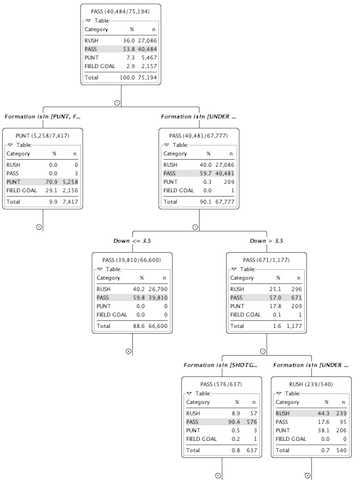 PASS (40,484/75,194)
Table:
Category % n
RUSH 36.0 27,086
PASS 53.8 40,484
PUNT 7.3 5,467
FIELD GOAL 2.9 2,157
Total 100.0 75,194
Formation isIn [PUNT, F...
Formation isIn [UNDER ...
PUNT (5,258/7,417)
Table:
Category % n
RUSH 0.0 0
PASS 0.0 3
PUNT 70.9 5,258
FIELD GOAL 29.1 2,156
Total 9.9 7,417
PASS (40,481/67,777)
Table:
Category % n
RUSH 40.0 27,086
PASS 59.7 40,481
PUNT 0.3 209
FIELD GOAL 0.0 1
Total 90.1 67,777
Down <= 3.5
Down > 3.5
PASS (39,810/66,600)
Table:
Category % n
RUSH 40.2 26,790
PASS 59.8 39,810
PUNT 0.0 0
FIELD GOAL 0.0 0
Total 88.6 66,600
PASS (671/1,177)
Table:
Category % n
RUSH 25.1 296
PASS 57.0 671
PUNT 17.8 209
FIELD GOAL 0.1 1
Total 1.6 1,177
Formation isIn [SHOTG...
Formation isIn [UNDER ...
PASS (576/637)
Table:
Category % n
RUSH 8.9 57
PASS 90.4 576
PUNT 0.5 3
FIELD GOAL 0.2 1
Total 0.8 637
RUSH (239/540)
Table:
Category % n
RUSH 44.3 239
PASS 17.6 95
PUNT 38.1 206
FIELD GOAL 0.0 0
Total 0.7 540